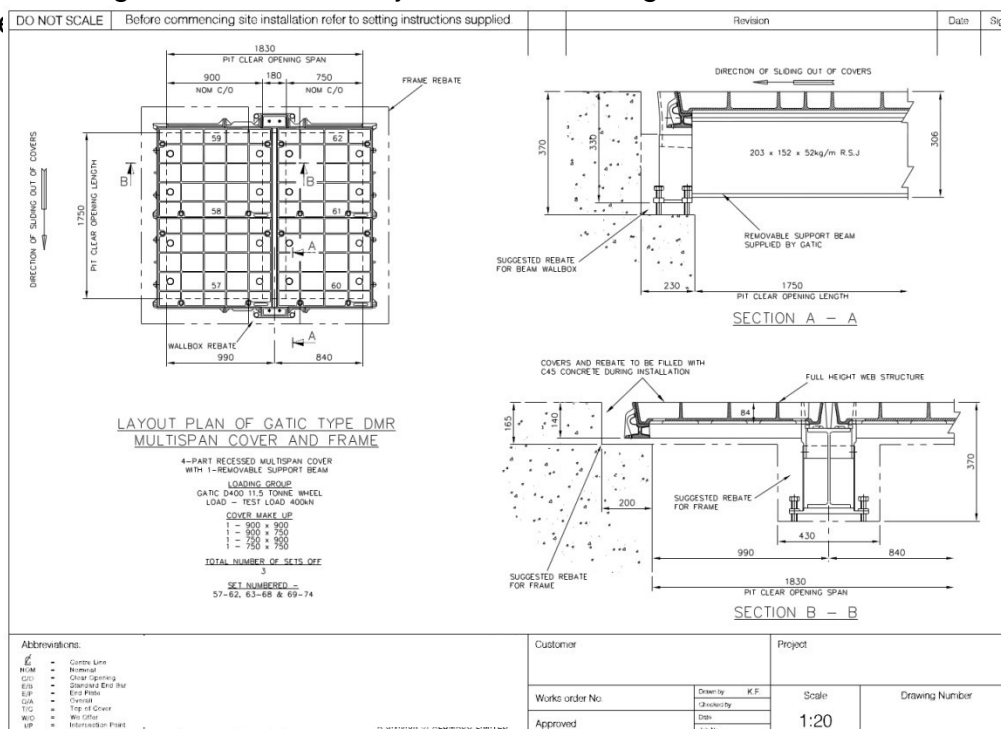 DO NOT SCALE
Before commencing site installation refer to setting instructions supplied
Revision
Date
1830
PIT CLEAR OPENING SPAN
900
180
750
NOM C/O
NOM C/O
FRAME REBATE
DIRECTION OF SLIDING OUT OF COVERS
1750
PIT CLEAR OPENING LENGTH
59
62
B
B
58
61
A
57
60
A
WALLBOX REBATE
990
840
LAYOUT PLAN OF GATIC TYPE DMR
MULTISPAN COVER AND FRAME
4-PART RECESSED MULTISPAN COVER
WITH 1-REMOVABLE SUPPORT BEAM
LOADING GROUP
GATIC D400 11.5 TONNE WHEEL
LOAD - TEST LOAD 400kN
COVER MAKE UP
1 - 900 x 900
1 - 900 x 750
1 - 750 x 900
1 - 750 x 750
TOTAL NUMBER OF SETS OFF
3
SET NUMBERED -
57-62, 63-68 & 69-74
DIRECTION OF SLIDING OUT OF COVERS
370
330
203 x 152 x 52kg/m R.S.J
306
REMOVABLE SUPPORT BEAM
SUPPLIED BY GATIC
SUGGESTED REBATE
FOR BEAM WALLBOX
230
1750
PIT CLEAR OPENING LENGTH
SECTION A - A
COVERS AND REBATE TO BE FILLED WITH
C45 CONCRETE DURING INSTALLATION
FULL HEIGHT WEB STRUCTURE
165
140
84
370
SUGGESTED REBATE
FOR FRAME
200
430
990
840
SUGGESTED REBATE
FOR FRAME
1830
PIT CLEAR OPENING SPAN
SECTION B - B
Abbreviations:
- Centre Line
NOM - Nominal
C/O - Clear Opening
E/B - Standard End Bar
E/P - End Plate
O/A - Overall
T/C - Top of Cover
W/O - We Offer
I/P - Intersection Point
Customer
Project
Works order No.
Drawn by K.F.
Checked by
Date
Approved
Scale
1:20
Drawing Number